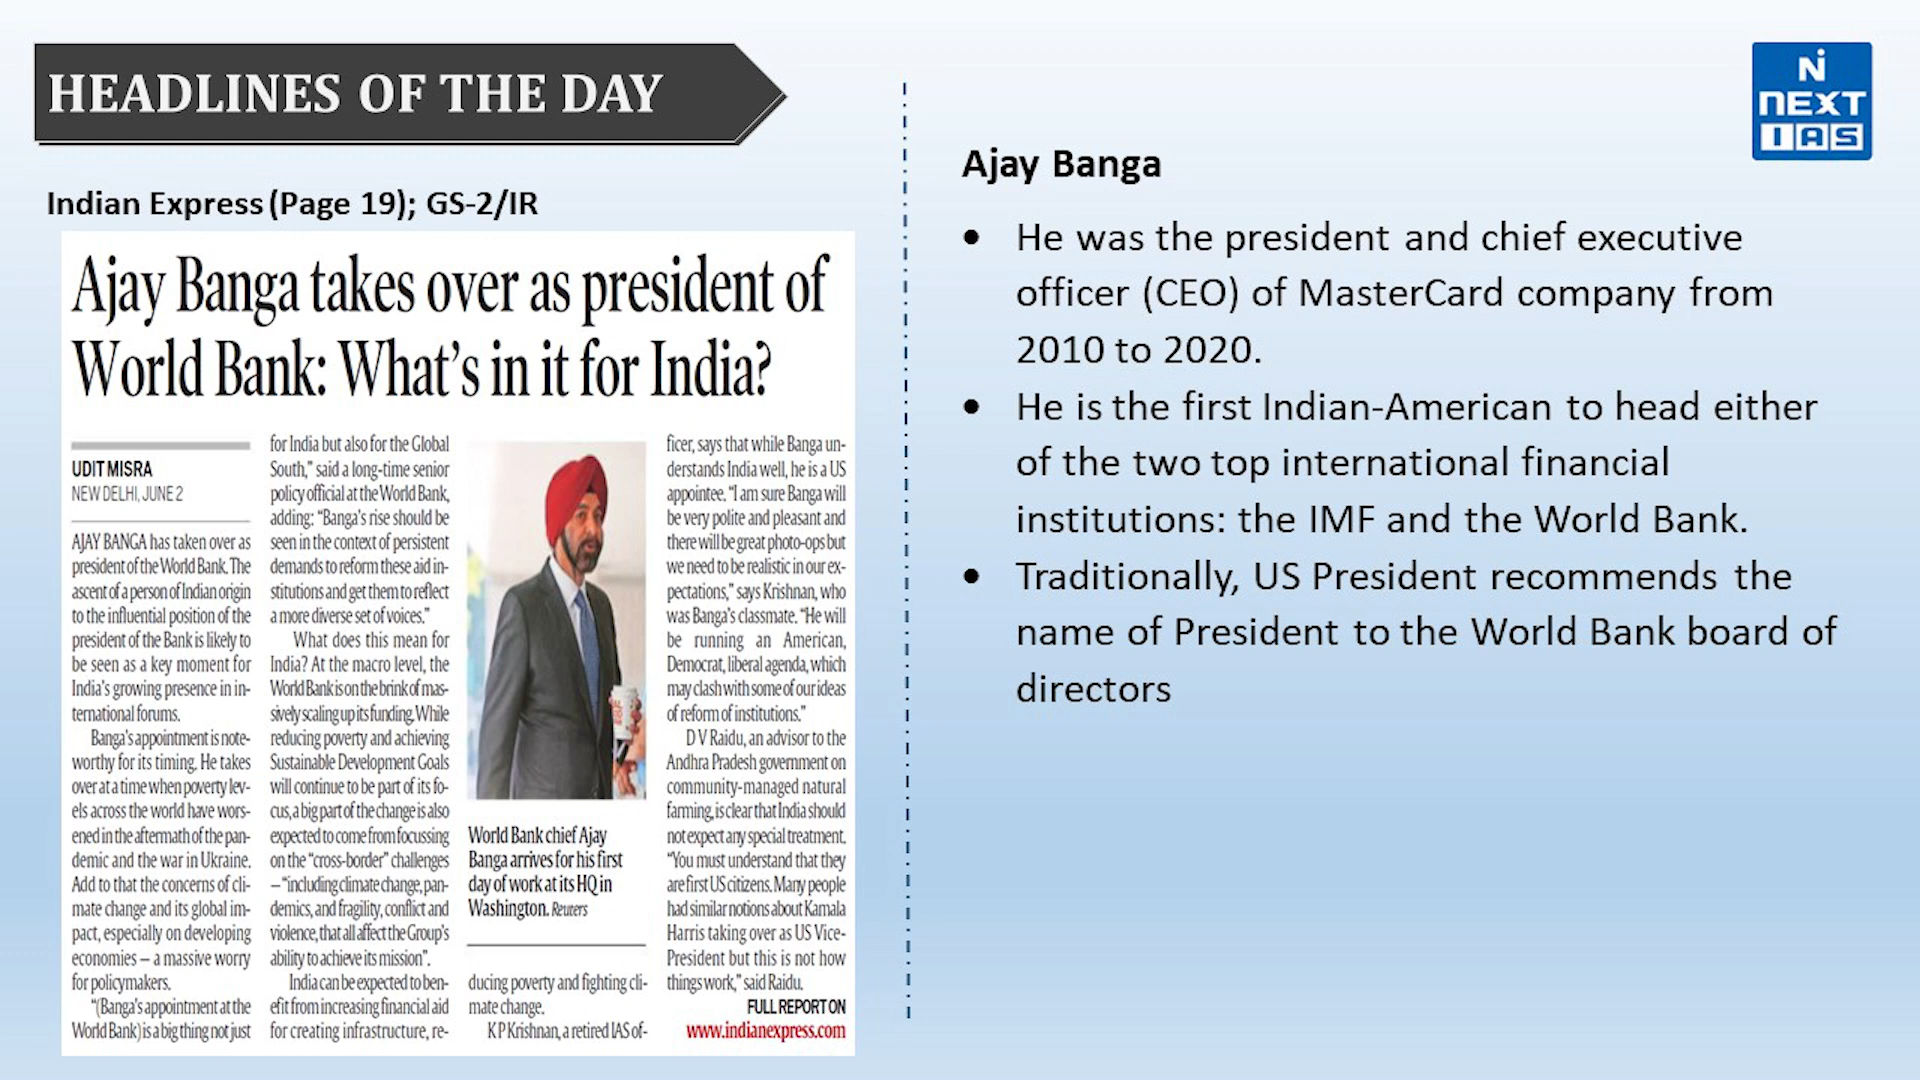 HEADLINES OF THE DAY
Indian Express (Page 19); GS-2/IR
Ajay Banga takes over as president of
World Bank: What's in it for India?
UDIT MISRA
NEW DELHI, JUNE 2
AJAY BANGA has taken over as
president of the World Bank. The
ascent of a person of Indian origin
to the influential position of the
president of the Bank is likely to
be seen as a key moment for
India's growing presence in in-
ternational forums.
Banga's appointment is note-
worthy for its timing. He takes
over at a time when poverty lev-
els across the world have wors-
ened in the aftermath of the pan-
demic and the war in Ukraine.
Add to that the concerns of cli-
mate change and its global im-
pact, especially on developing
economies — a massive worry
for policymakers.
"(Banga's appointment at the
World Bank) is a big thing not just
for India but also for the Global
South," said a long-time senior
policy official at the World Bank,
adding: "Banga's rise should be
seen in the context of persistent
demands to reform these aid in-
stitutions and get them to reflect
a more diverse set of voices."
What does this mean for
India? At the macro level, the
World Bank is on the brink of mas-
sively scaling up its funding. While
reducing poverty and achieving
Sustainable Development Goals
will continue to be part of its fo-
cus, a big part of the change is also
expected to come from focussing
on the "cross-border" challenges
— "including climate change, pan-
demics, and fragility, conflict and
violence, that all affect the Group's
ability to achieve its mission".
India can be expected to ben-
efit from increasing financial aid
for creating infrastructure, re-
World Bank chief Ajay
Banga arrives for his first
day of work at its HQ in
Washington. Reuters
ducing poverty and fighting cli-
mate change.
K P Krishnan, a retired IAS of-
ficer, says that while Banga un-
derstands India well, he is a US
appointee. "I am sure Banga will
be very polite and pleasant and
there will be great photo-ops but
we need to be realistic in our ex-
pectations," says Krishnan, who
was Banga's classmate. "He will
be running an American,
Democrat, liberal agenda, which
may clash with some of our ideas
of reform of institutions."
D V Raidu, an advisor to the
Andhra Pradesh government on
community-managed natural
farming, is clear that India should
not expect any special treatment.
"You must understand that they
are first US citizens. Many people
had similar notions about Kamala
Harris taking over as US Vice-
President but this is not how
things work," said Raidu.
FULL REPORT ON
www.indianexpress.com
N
NEXT
IAS
Ajay Banga
• He was the president and chief executive
officer (CEO) of MasterCard company from
2010 to 2020.
• He is the first Indian-American to head either
of the two top international financial
institutions: the IMF and the World Bank.
• Traditionally, US President recommends the
name of President to the World Bank board of
directors